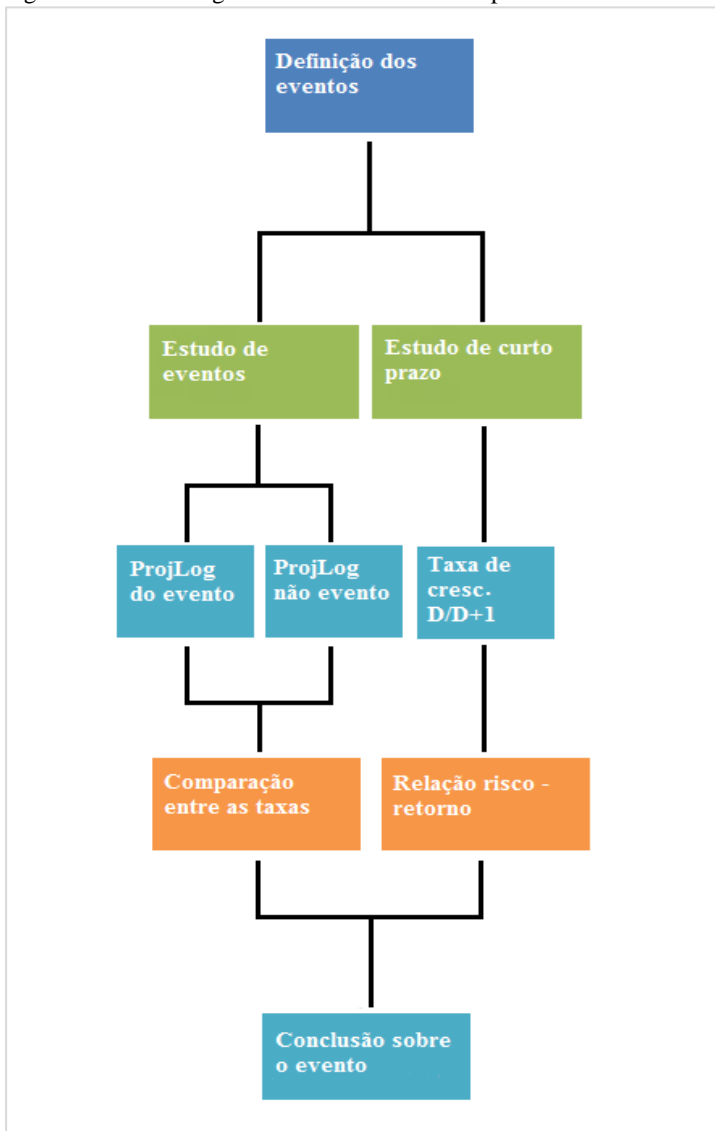 Definição dos
eventos
Estudo de
eventos
Estudo de curto
prazo
ProjLog
do evento
ProjLog
não evento
Taxa de
cresc.
D/D+1
Comparação
entre as taxas
Relação risco -
retorno
Conclusão sobre
o evento